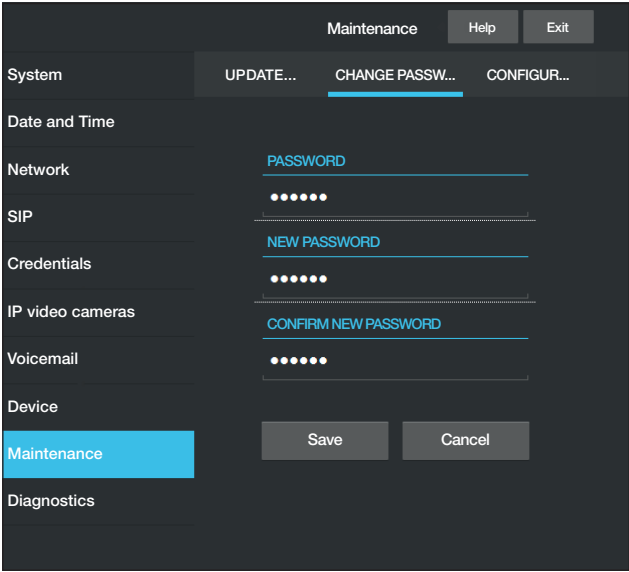 Maintenance Help Exit
System
UPDATE... CHANGE PASSW... CONFIGUR...
Date and Time
PASSWORD
Network
••••••
SIP
NEW PASSWORD
Credentials
••••••
IP video cameras
CONFIRM NEW PASSWORD
Voicemail
••••••
Device
Save Cancel
Maintenance
Diagnostics